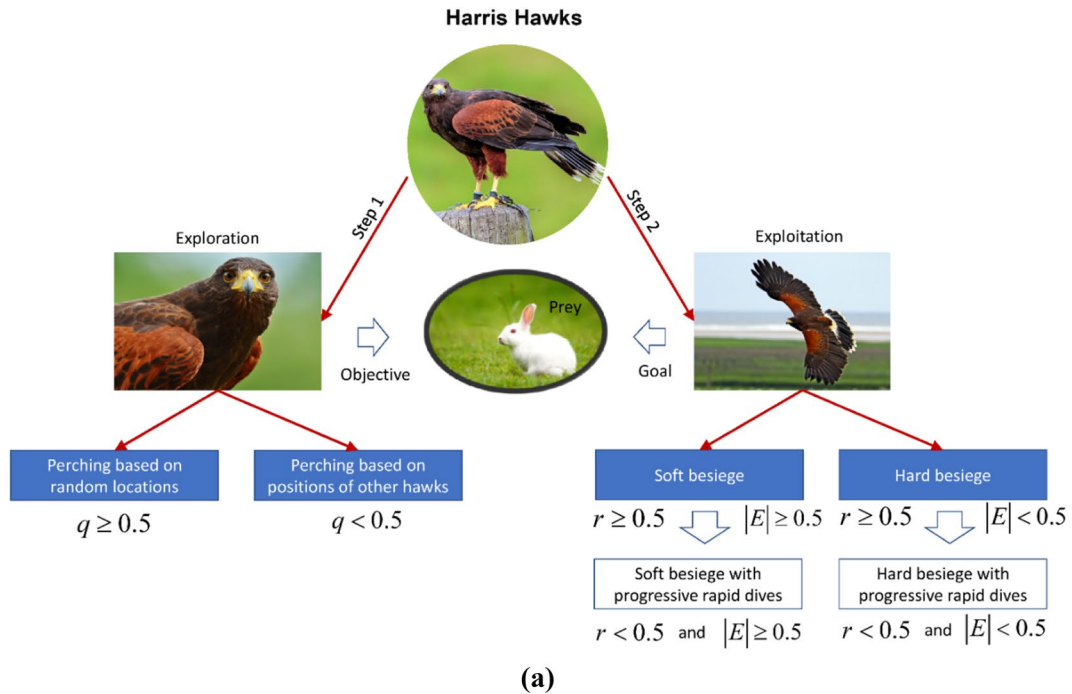 Harris Hawks
Step 1
Step 2
Exploration
Exploitation
Prey
Objective
Goal
Perching based on
random locations
q ≥ 0.5
Perching based on
positions of other hawks
q < 0.5
Soft besiege
r ≥ 0.5 |E| ≥ 0.5
Soft besiege with
progressive rapid dives
r < 0.5 and |E| ≥ 0.5
Hard besiege
r ≥ 0.5 |E| < 0.5
Hard besiege with
progressive rapid dives
r < 0.5 and |E| < 0.5
(a)